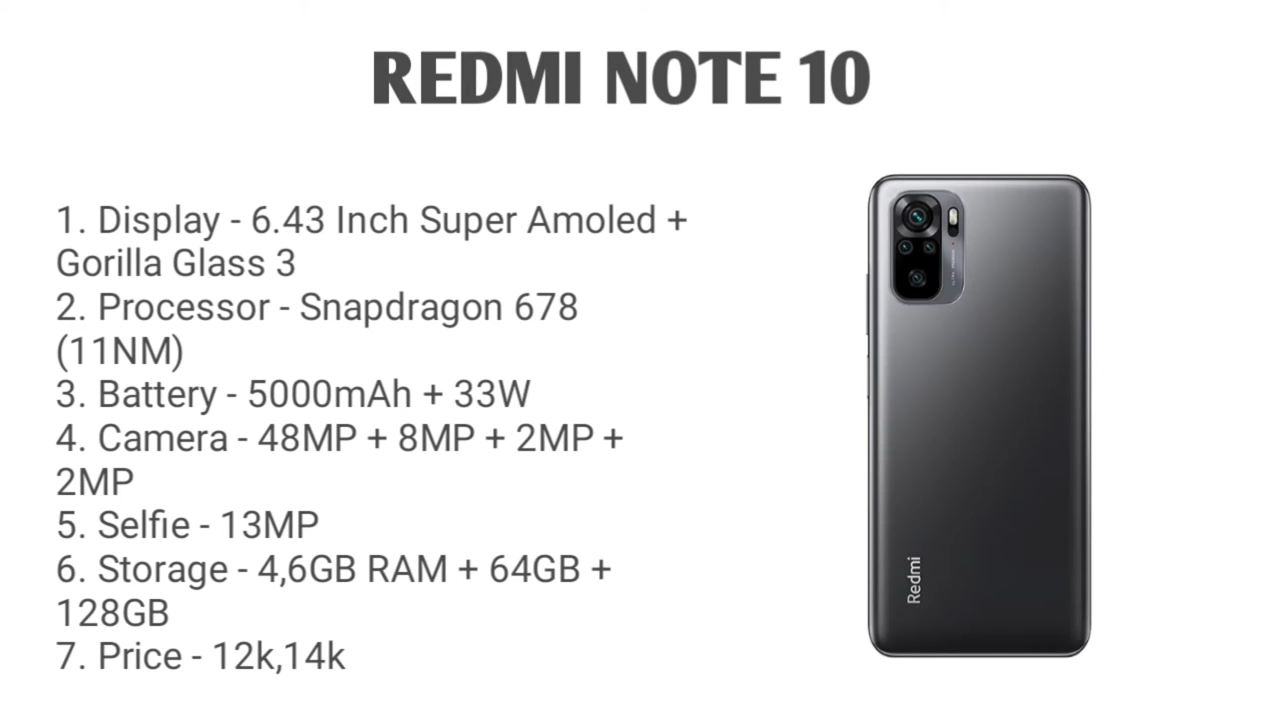 REDMI NOTE 10
1. Display - 6.43 Inch Super Amoled +
Gorilla Glass 3
2. Processor - Snapdragon 678
(11NM)
3. Battery - 5000mAh + 33W
4. Camera - 48MP + 8MP + 2MP +
2MP
5. Selfie - 13MP
6. Storage - 4,6GB RAM + 64GB +
128GB
7. Price - 12k,14k
Redmi